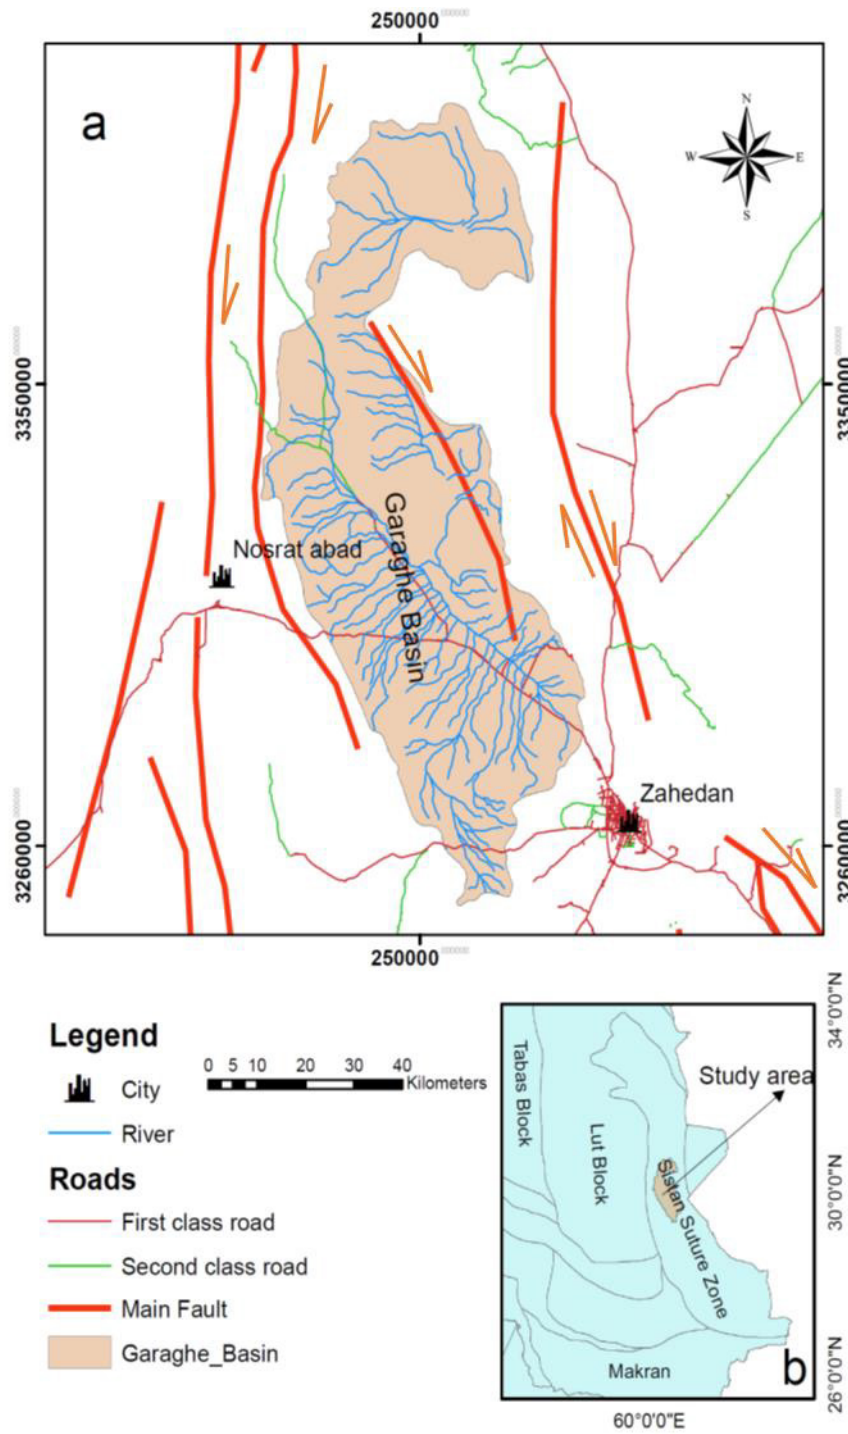 250000
a
N
W
E
S
3350000
3350000
Nosrat abad
Garaghe Basin
Zahedan
3260000
3260000
250000
Legend
City
River
0 5 10 20 30 40
Kilometers
Roads
First class road
Second class road
Main Fault
Garaghe_Basin
Tabas Block
Lut Block
Study area
Sistan Suture Zone
Makran
b
34°0'0"N
30°0'0"N
26°0'0"N
60°0'0"E